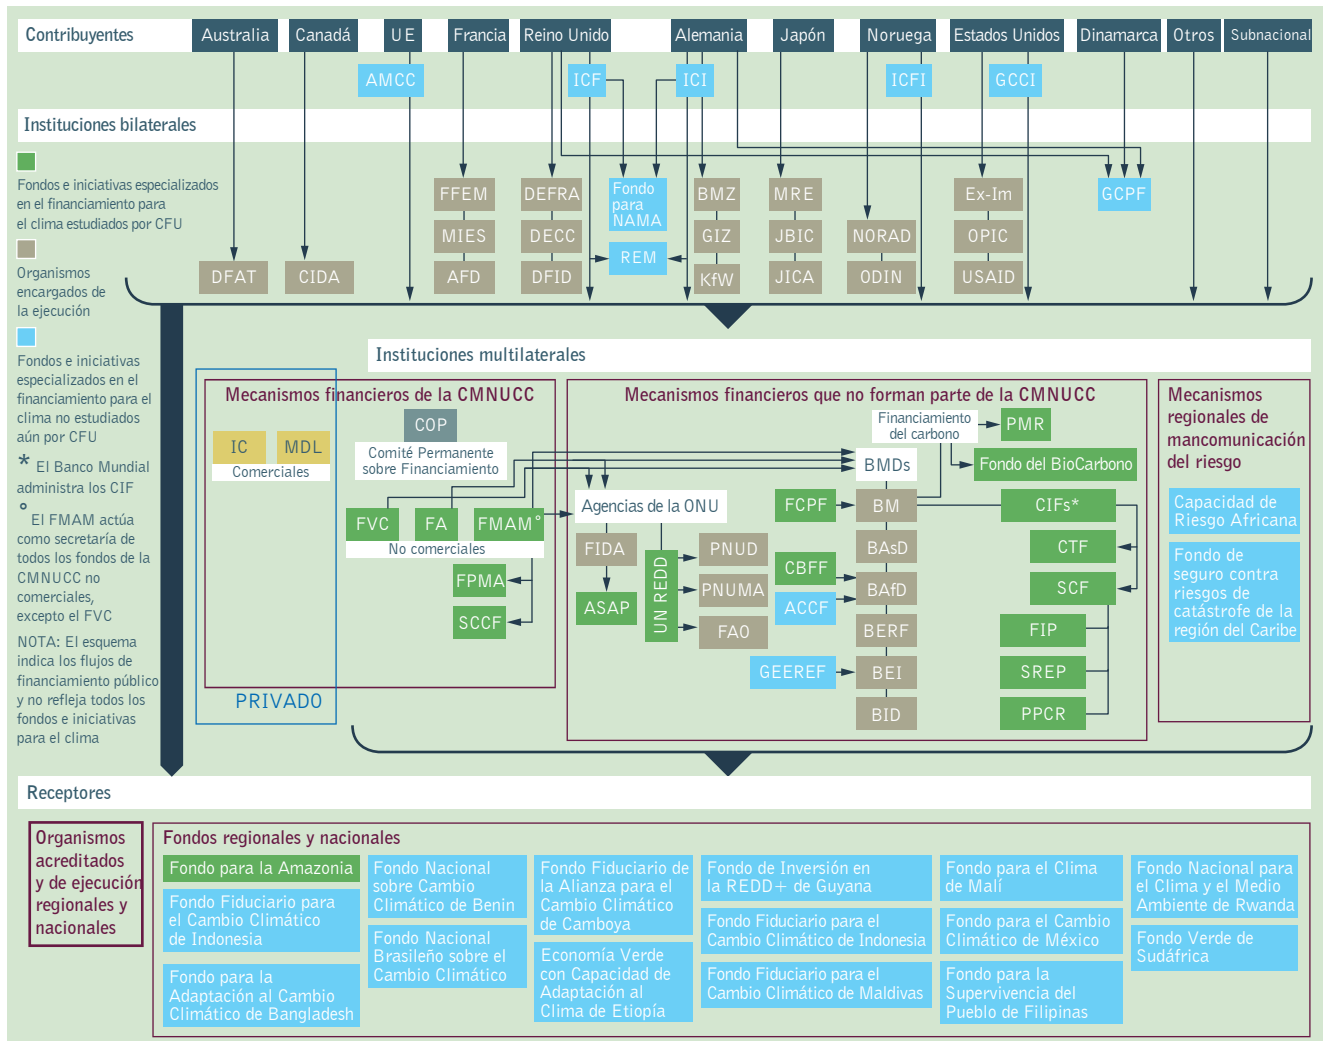 Contribuyentes
Australia
Canadá
UE
Francia
Reino Unido
Alemania
Japón
Noruega
Estados Unidos
Dinamarca
Otros
Subnacional
AMCC
ICF
ICI
ICFI
GCCI
Instituciones bilaterales
Fondos e iniciativas especializados
en el financiamiento para
el clima estudiados por CFU
Organismos
encargados de
la ejecución
Fondos e iniciativas
especializados en el
financiamiento para el
clima no estudiados
aún por CFU
* El Banco Mundial
administra los CIF
° El FMAM actúa
como secretaría de
todos los fondos de la
CMNUCC no
comerciales,
excepto el FVC
NOTA: El esquema
indica los flujos de
financiamiento público
y no refleja todos los
fondos e iniciativas
para el clima
DFAT
CIDA
FFEM
MIES
AFD
DEFRA
DECC
DFID
Fondo
para
NAMA
REM
BMZ
GIZ
KfW
MRE
JBIC
JICA
NORAD
ODIN
Ex-Im
OPIC
USAID
GCPF
Instituciones multilaterales
Mecanismos financieros de la CMNUCC
COP
Comité Permanente
sobre Financiamiento
IC
MDL
Comerciales
FVC
FA
FMAM°
No comerciales
FPMA
SCCF
PRIVADO
Mecanismos financieros que no forman parte de la CMNUCC
Financiamiento
del carbono
PMR
Fondo del BioCarbono
BMDs
Agencias de la ONU
FIDA
ASAP
UN REDD
PNUD
PNUMA
FAO
FCPF
CBFF
ACCF
GEEREF
BM
BAsD
BAfD
BERF
BEI
BID
CIFs*
CTF
SCF
FIP
SREP
PPCR
Mecanismos
regionales de
mancomunicación
del riesgo
Capacidad de
Riesgo Africana
Fondo de
seguro contra
riesgos de
catástrofe de la
región del Caribe
Receptores
Organismos
acreditados
y de ejecución
regionales y
nacionales
Fondos regionales y nacionales
Fondo para la Amazonia
Fondo Fiduciario para
el Cambio Climático
de Indonesia
Fondo para la
Adaptación al Cambio
Climático de Bangladesh
Fondo Nacional
sobre Cambio
Climático de Benin
Fondo Nacional
Brasileño sobre el
Cambio Climático
Fondo Fiduciario de
la Alianza para el
Cambio Climático
de Camboya
Economía Verde
con Capacidad de
Adaptación al
Clima de Etiopía
Fondo de Inversión en
la REDD+ de Guyana
Fondo Fiduciario para el
Cambio Climático de Indonesia
Fondo Fiduciario para el
Cambio Climático de Maldivas
Fondo para el Clima
de Malí
Fondo para el Cambio
Climático de México
Fondo para la
Supervivencia del
Pueblo de Filipinas
Fondo Nacional para
el Clima y el Medio
Ambiente de Rwanda
Fondo Verde de
Sudáfrica